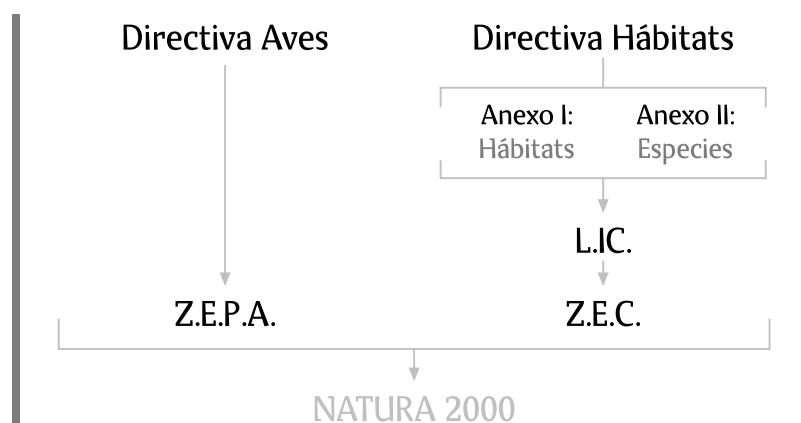 Directiva Aves
Directiva Hábitats
Anexo I:
Hábitats
Anexo II:
Especies
L.IC.
Z.E.P.A.
Z.E.C.
NATURA 2000